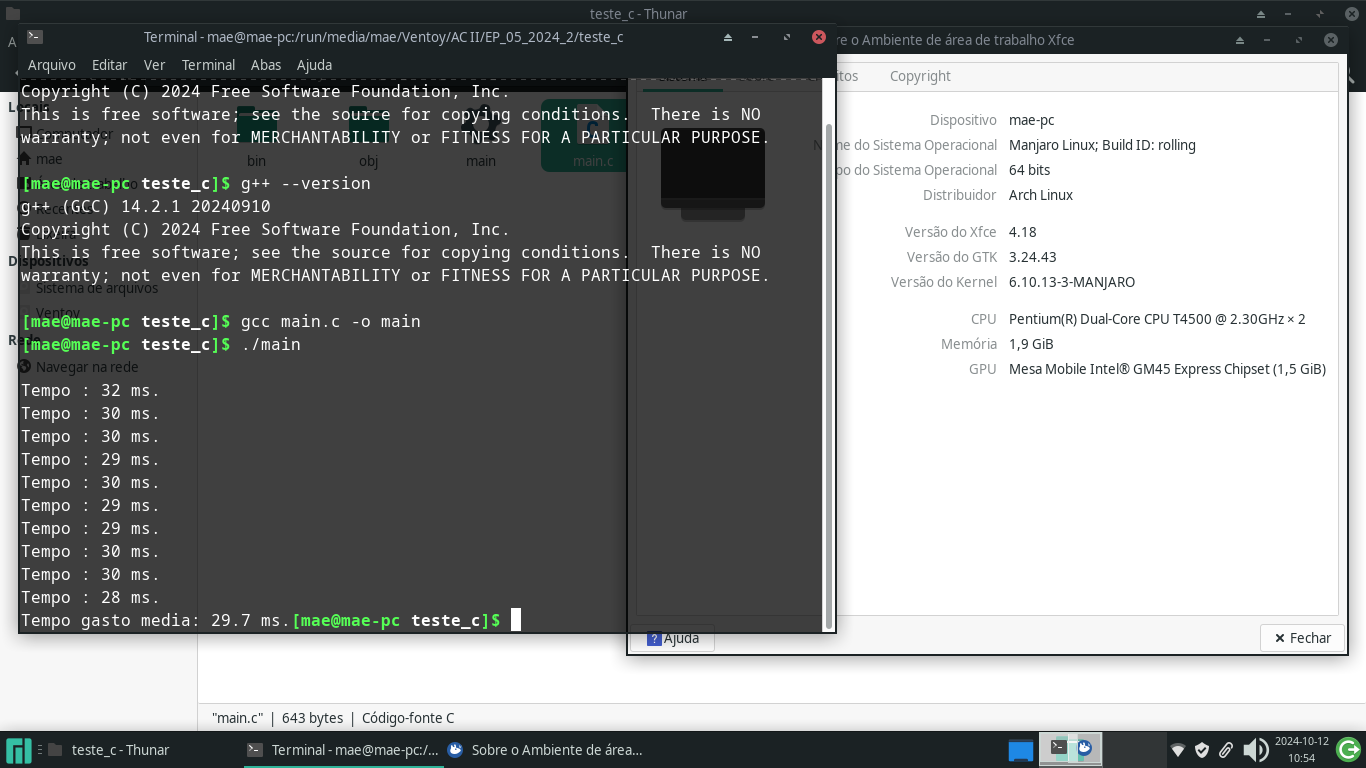 teste_c - Thunar
Terminal - mae@mae-pc:/run/media/mae/Ventoy/AC II/EP_05_2024_2/teste_c
re o Ambiente de área de trabalho Xfce
Arquivo Editar Ver Terminal Abas Ajuda
Copyright (C) 2024 Free Software Foundation, Inc.
This is free software; see the source for copying conditions.  There is NO
warranty; not even for MERCHANTABILITY or FITNESS FOR A PARTICULAR PURPOSE.
[mae@mae-pc teste_c]$ g++ --version
g++ (GCC) 14.2.1 20240910
Copyright (C) 2024 Free Software Foundation, Inc.
This is free software; see the source for copying conditions.  There is NO
warranty; not even for MERCHANTABILITY or FITNESS FOR A PARTICULAR PURPOSE.
[mae@mae-pc teste_c]$ gcc main.c -o main
[mae@mae-pc teste_c]$ ./main
Tempo : 32 ms.
Tempo : 30 ms.
Tempo : 30 ms.
Tempo : 29 ms.
Tempo : 30 ms.
Tempo : 29 ms.
Tempo : 29 ms.
Tempo : 30 ms.
Tempo : 30 ms.
Tempo : 28 ms.
Tempo gasto media: 29.7 ms.[mae@mae-pc teste_c]$
mae
Dispositivos
Sistema de arquivos
Ventoy
Navegar na rede
bin
obj
main
main.c
Copyright
Dispositivo mae-pc
me do Sistema Operacional Manjaro Linux; Build ID: rolling
po do Sistema Operacional 64 bits
Distribuidor Arch Linux
Versão do Xfce 4.18
Versão do GTK 3.24.43
Versão do Kernel 6.10.13-3-MANJARO
CPU Pentium(R) Dual-Core CPU T4500 @ 2.30GHz × 2
Memória 1,9 GiB
GPU Mesa Mobile Intel® GM45 Express Chipset (1,5 GiB)
Ajuda
Fechar
"main.c" | 643 bytes | Código-fonte C
teste_c - Thunar
Terminal - mae@mae-pc:/...
Sobre o Ambiente de área...
2024-10-12
10:54